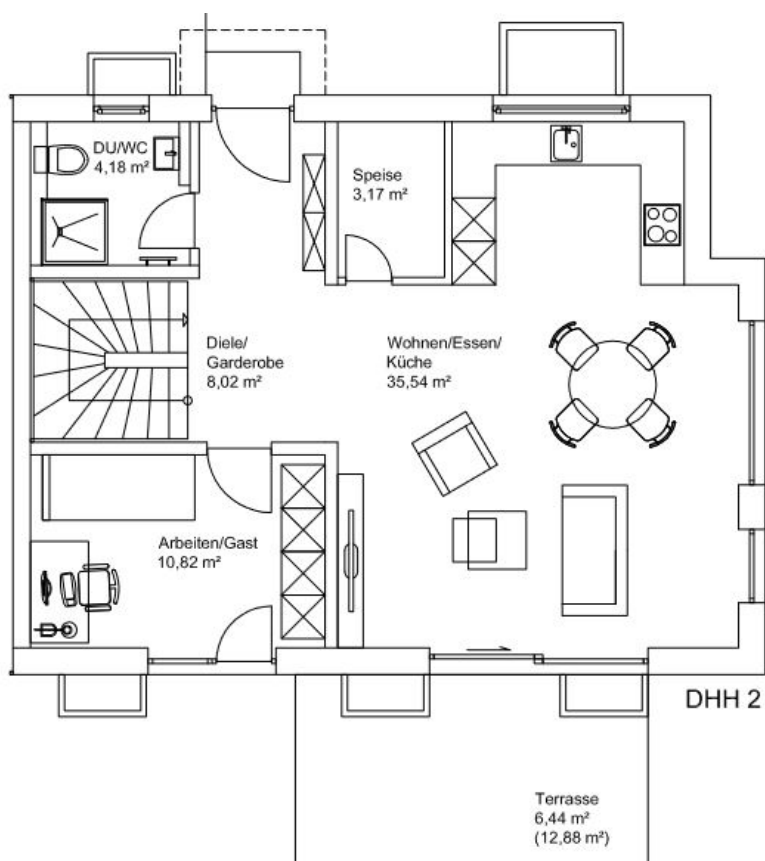 DU/WC
4,18 m²
Speise
3,17 m²
Diele/
Garderobe
8,02 m²
Wohnen/Essen/
Küche
35,54 m²
Arbeiten/Gast
10,82 m²
DHH 2
Terrasse
6,44 m²
(12,88 m²)